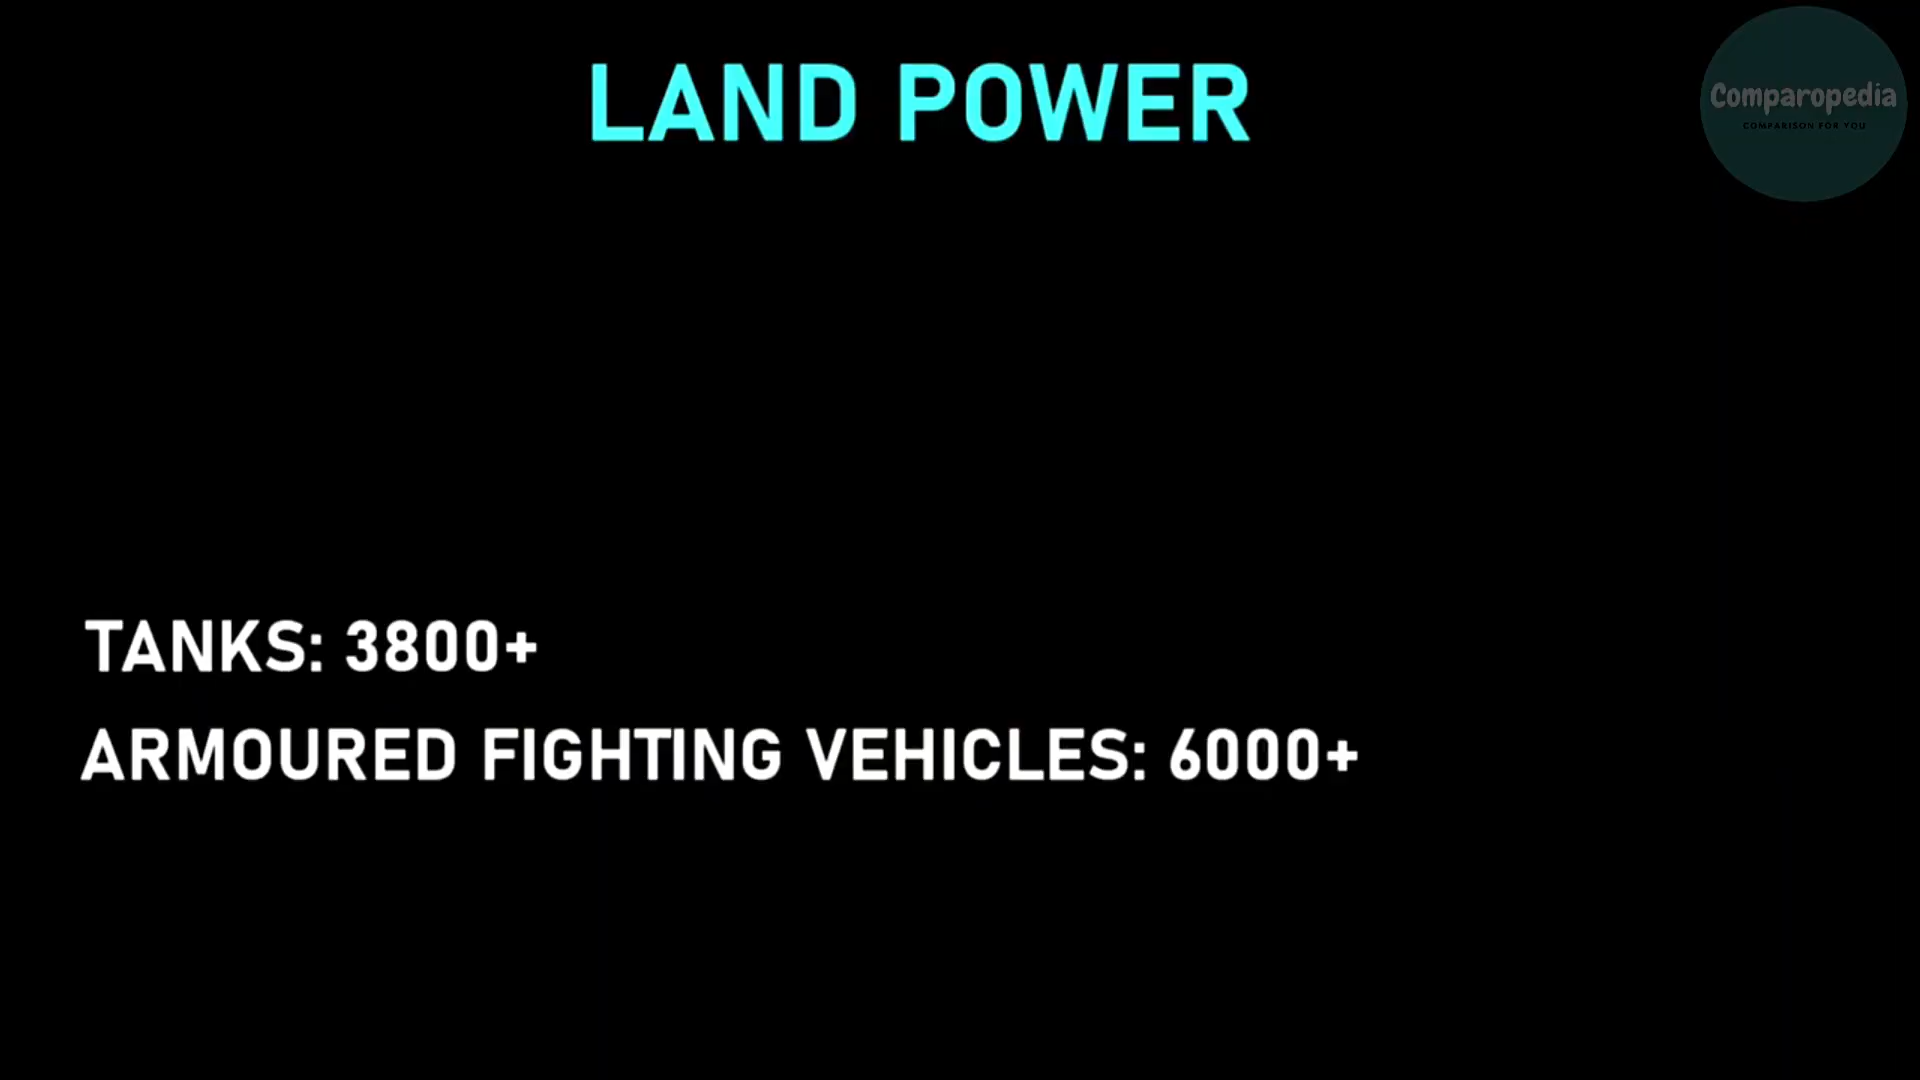 LAND POWER
Comparopedia
COMPARISON FOR YOU
TANKS: 3800+
ARMOURED FIGHTING VEHICLES: 6000+